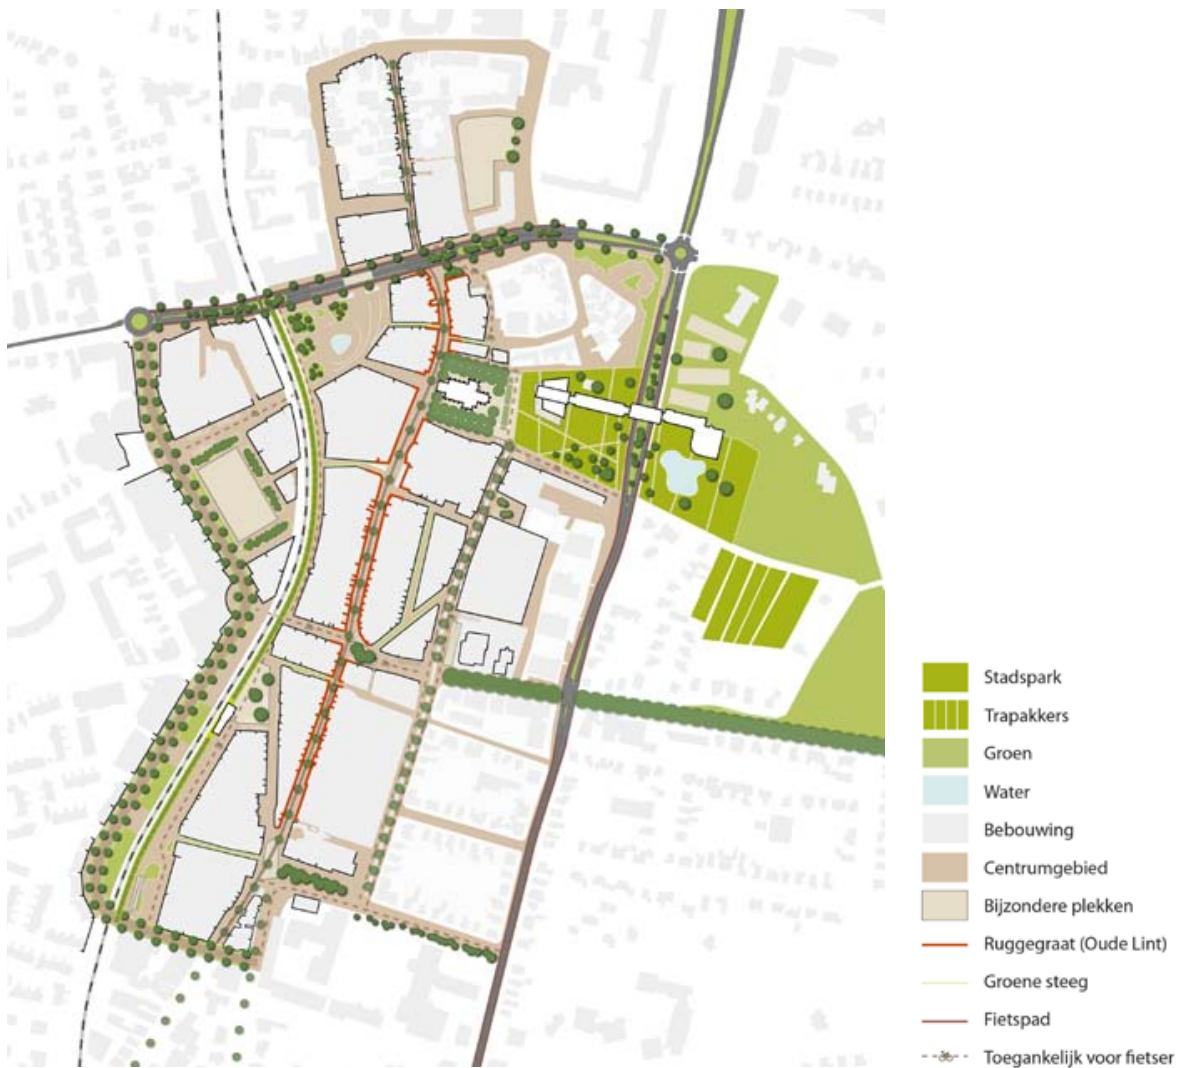 Stadspark
Trapakkers
Groen
Water
Bebouwing
Centrumgebied
Bijzondere plekken
Ruggegraat (Oude Lint)
Groene steeg
Fietspad
Toegankelijk voor fietser